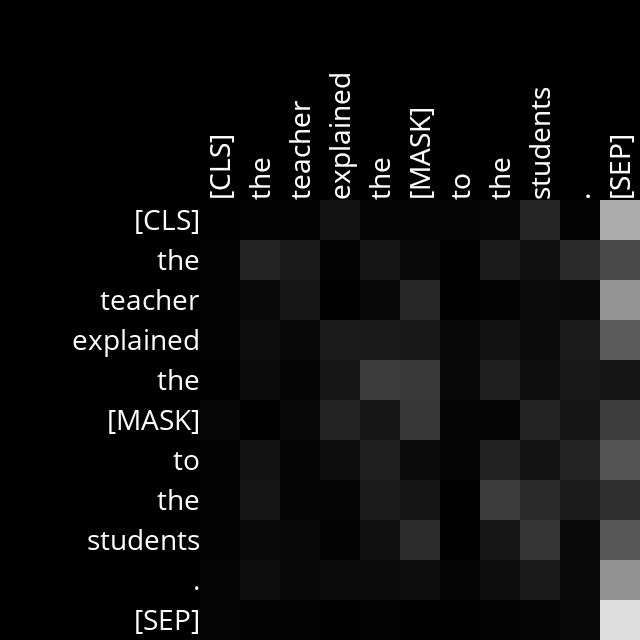 [CLS] the teacher explained the [MASK] to the students . [SEP]
[CLS]
the
teacher
explained
the
[MASK]
to
the
students
.
[SEP]